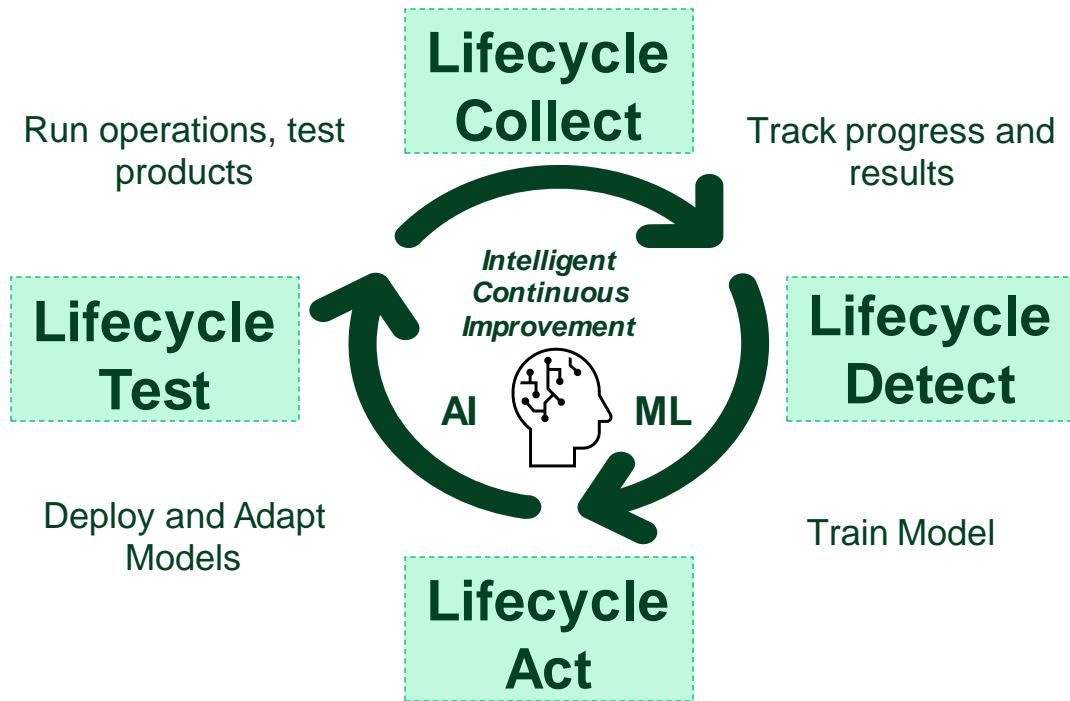 Lifecycle
Collect
Run operations, test
products
Track progress and
results
Intelligent
Continuous
Improvement
Lifecycle
Test
Lifecycle
Detect
AI
ML
Deploy and Adapt
Models
Train Model
Lifecycle
Act